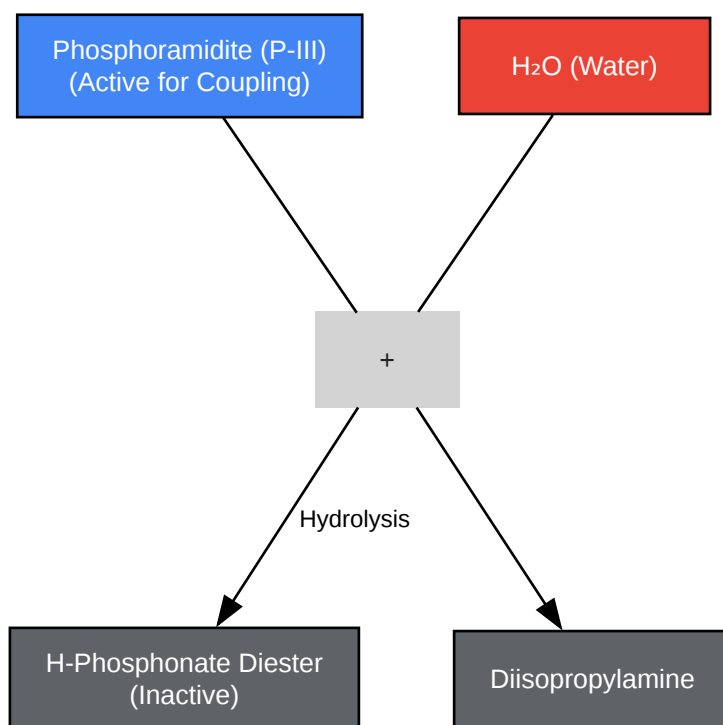 Phosphoramidite (P-III)
(Active for Coupling)
H₂O (Water)
+
Hydrolysis
H-Phosphonate Diester
(Inactive)
Diisopropylamine